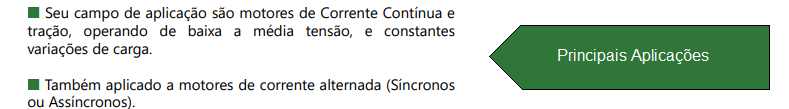 ■ Seu campo de aplicação são motores de Corrente Contínua e
tração, operando de baixa a média tensão, e constantes
variações de carga.
■ Também aplicado a motores de corrente alternada (Síncronos
ou Assíncronos).
Principais Aplicações